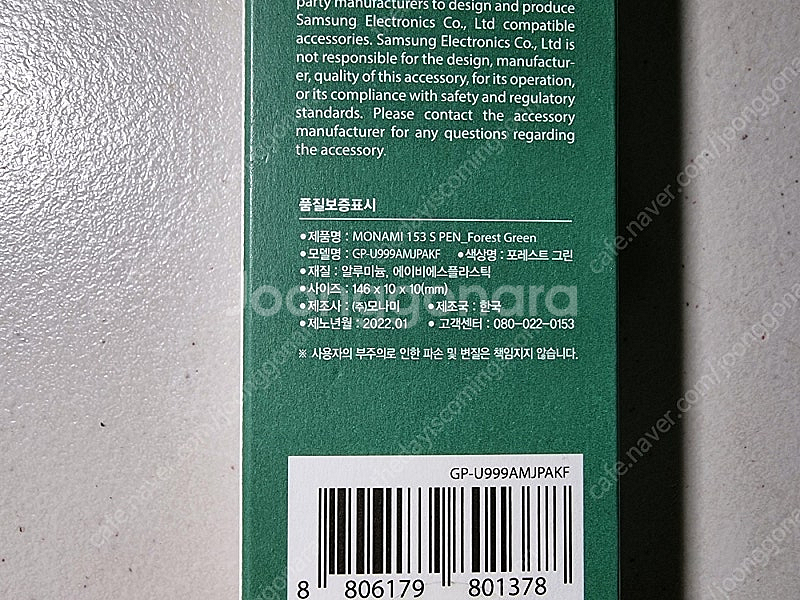 party manufacturers to design and produce
Samsung Electronics Co., Ltd compatible
accessories. Samsung Electronics Co., Ltd is
not responsible for the design, manufactur-
er, quality of this accessory, for its operation,
or its compliance with safety and regulatory
standards. Please contact the accessory
manufacturer for any questions regarding
the accessory.
품질보증표시
•제품명 : MONAMI 153 S PEN_Forest Green
•모델명 : GP-U999AMJPAKF •색상명 : 포레스트 그린
•재질 : 알루미늄, 에이비에스플라스틱
•사이즈 : 146 x 10 x 10(mm)
•제조사 : (주)모나미 •제조국 : 한국
•제노년월 : 2022.01 •고객센터 : 080-022-0153
※ 사용자의 부주의로 인한 파손 및 변질은 책임지지 않습니다.
Joonggonara
GP-U999AMJPAKF
8 806179 801378
cafe.naver.com/joonggonara